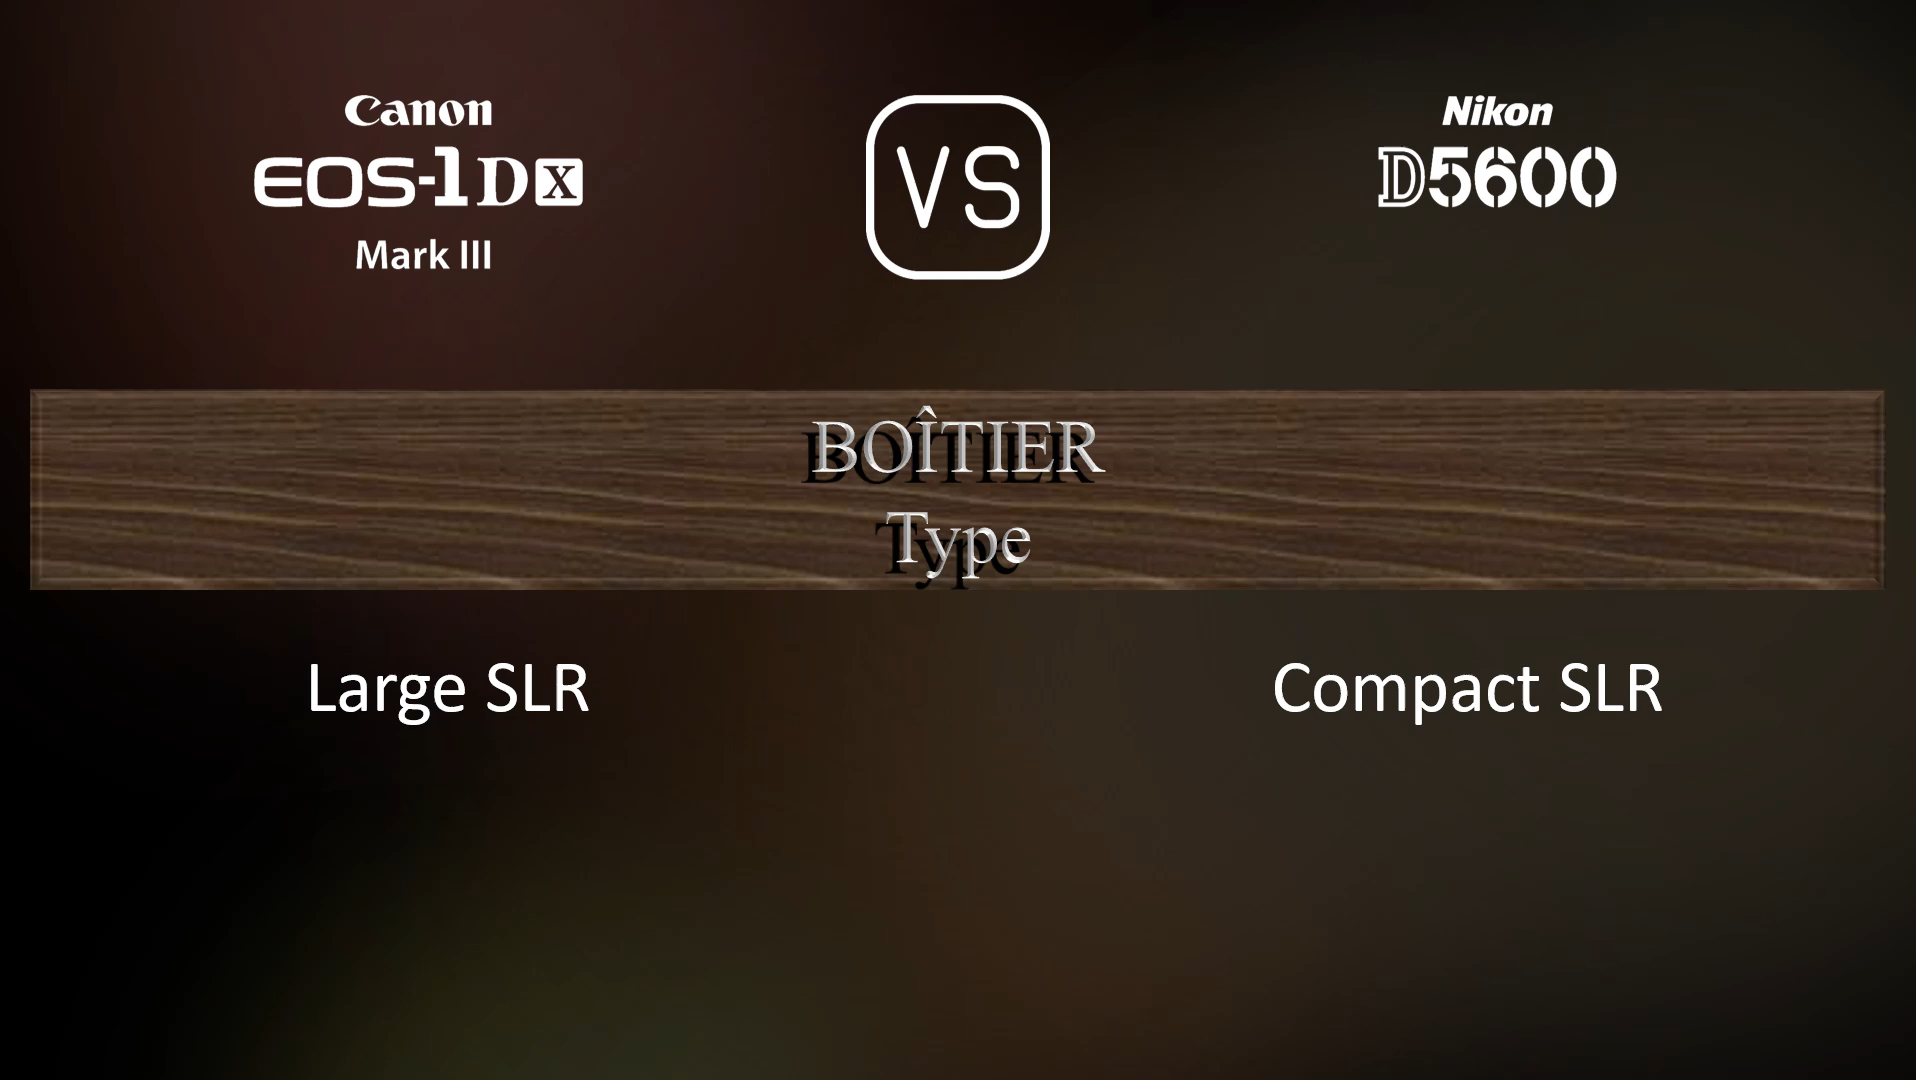 Canon
EOS-1DX
Mark III
VS
Nikon
D5600
BOÎTIER
Type
Large SLR
Compact SLR